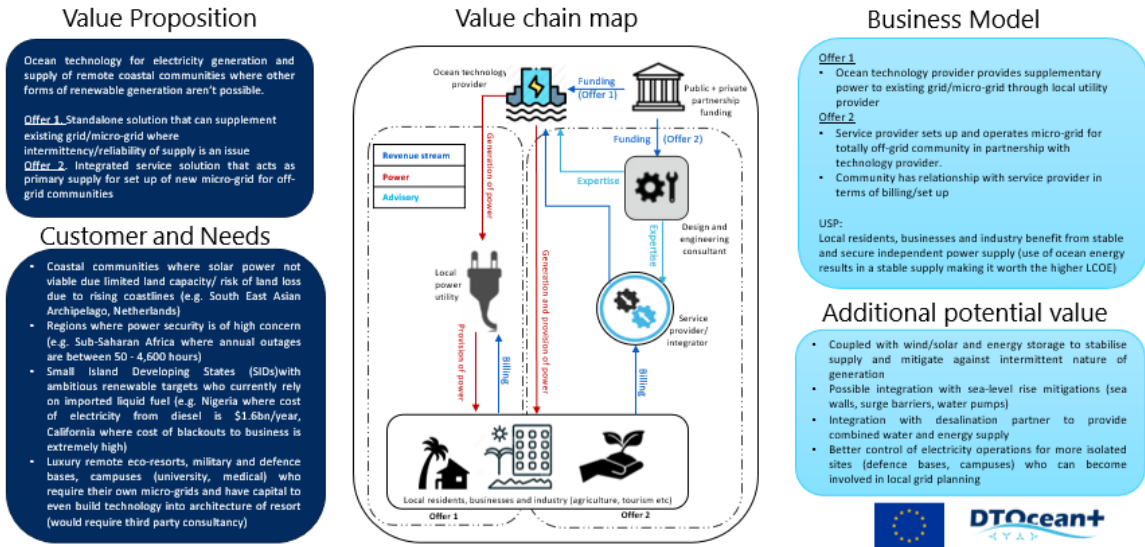 Value Proposition
Ocean technology for electricity generation and
supply of remote coastal communities where other
forms of renewable generation aren't possible.
Offer 1. Standalone solution that can supplement
existing grid/micro-grid where
intermittency/reliability of supply is an issue
Offer 2. Integrated service solution that acts as
primary supply for set up of new micro-grid for off-
grid communities
Customer and Needs
• Coastal communities where solar power not
viable due limited land capacity/ risk of land loss
due to rising coastlines (e.g. South East Asian
Archipelago, Netherlands)
• Regions where power security is of high concern
(e.g. Sub-Saharan Africa where annual outages
are between 50 - 4,600 hours)
• Small Island Developing States (SIDs)with
ambitious renewable targets who currently rely
on imported liquid fuel (e.g. Nigeria where cost
of electricity from diesel is $1.6bn/year,
California where cost of blackouts to business is
extremely high)
• Luxury remote eco-resorts, military and defence
bases, campuses (university, medical) who
require their own micro-grids and have capital to
even build technology into architecture of resort
(would require third party consultancy)
Value chain map
Ocean technology
provider
Funding
(Offer 1)
Public + private
partnership
funding
Revenue stream
Power
Advisory
Generation of power
Funding
(Offer 2)
Expertise
Design and
engineering
consultant
Expertise
Generation and provision of power
Local
power
utility
Service
provider/
integrator
Provision of power
Billing
Billing
Local residents, businesses and industry (agriculture, tourism etc)
Offer 1
Offer 2
Business Model
Offer 1
• Ocean technology provider provides supplementary
power to existing grid/micro-grid through local utility
provider
Offer 2
• Service provider sets up and operates micro-grid for
totally off-grid community in partnership with
technology provider.
• Community has relationship with service provider in
terms of billing/set up
USP:
Local residents, businesses and industry benefit from stable
and secure independent power supply (use of ocean energy
results in a stable supply making it worth the higher LCOE)
Additional potential value
• Coupled with wind/solar and energy storage to stabilise
supply and mitigate against intermittent nature of
generation
• Possible integration with sea-level rise mitigations (sea
walls, surge barriers, water pumps)
• Integration with desalination partner to provide
combined water and energy supply
• Better control of electricity operations for more isolated
sites (defence bases, campuses) who can become
involved in local grid planning
DTOcean+